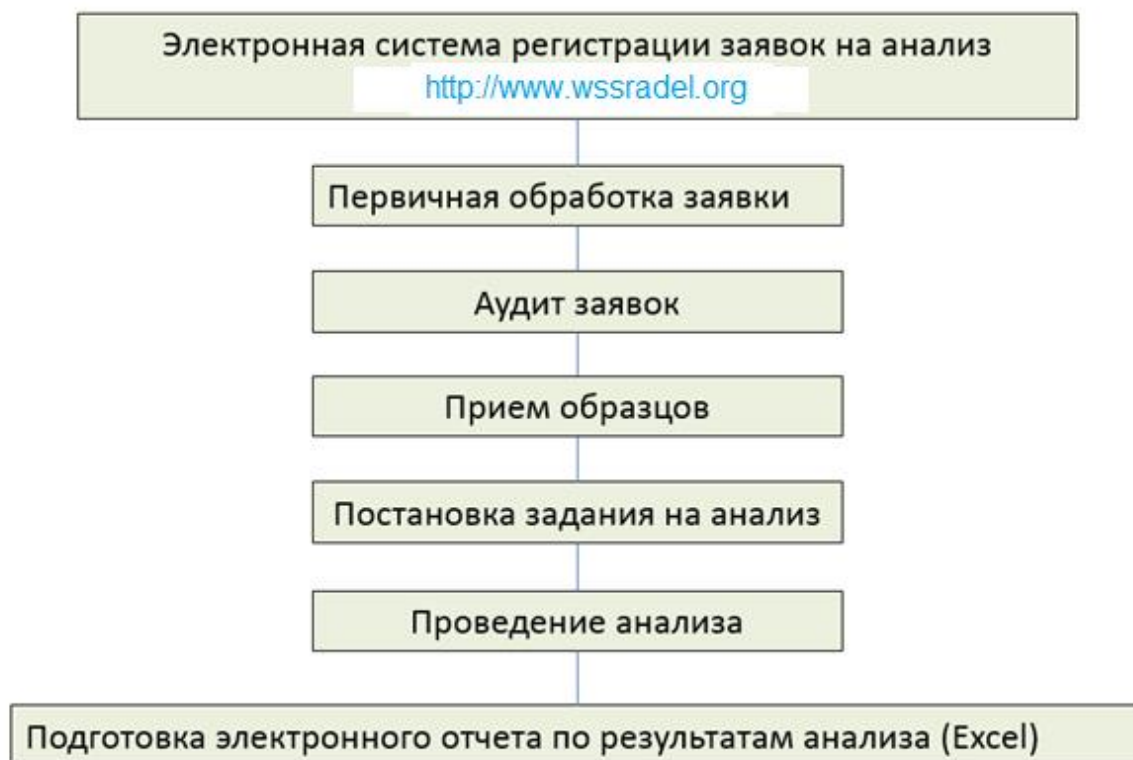 Электронная система регистрации заявок на анализ
http://www.wssradel.org
Первичная обработка заявки
Аудит заявок
Прием образцов
Постановка задания на анализ
Проведение анализа
Подготовка электронного отчета по результатам анализа (Excel)